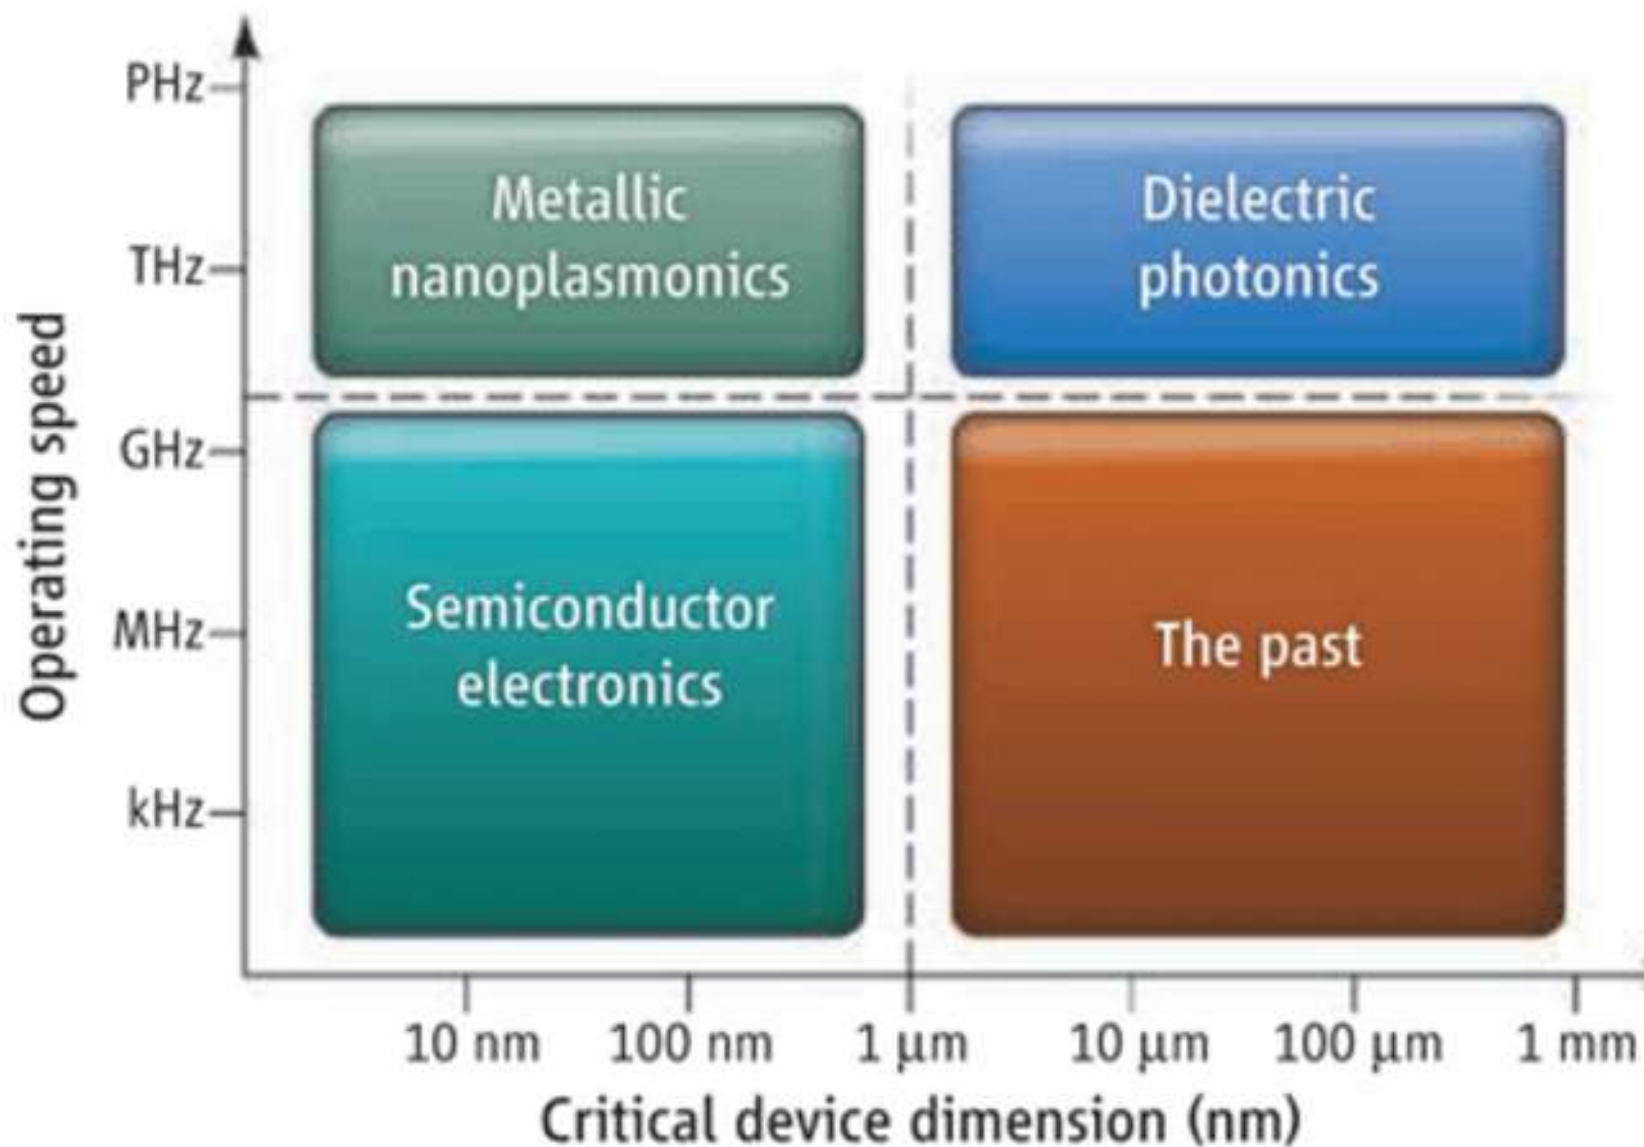 PHz
THz
GHz
MHz
kHz
Operating speed
Metallic
nanoplasmonics
Dielectric
photonics
Semiconductor
electronics
The past
10 nm
100 nm
1 µm
10 µm
100 µm
1 mm
Critical device dimension (nm)